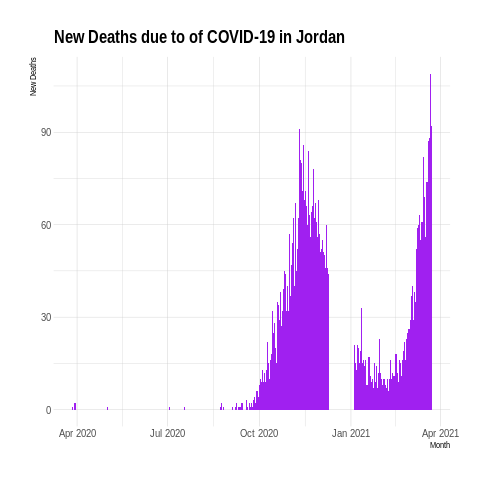 New Deaths due to of COVID-19 in Jordan
New Deaths
90
60
30
0
Apr 2020
Jul 2020
Oct 2020
Jan 2021
Apr 2021
Month